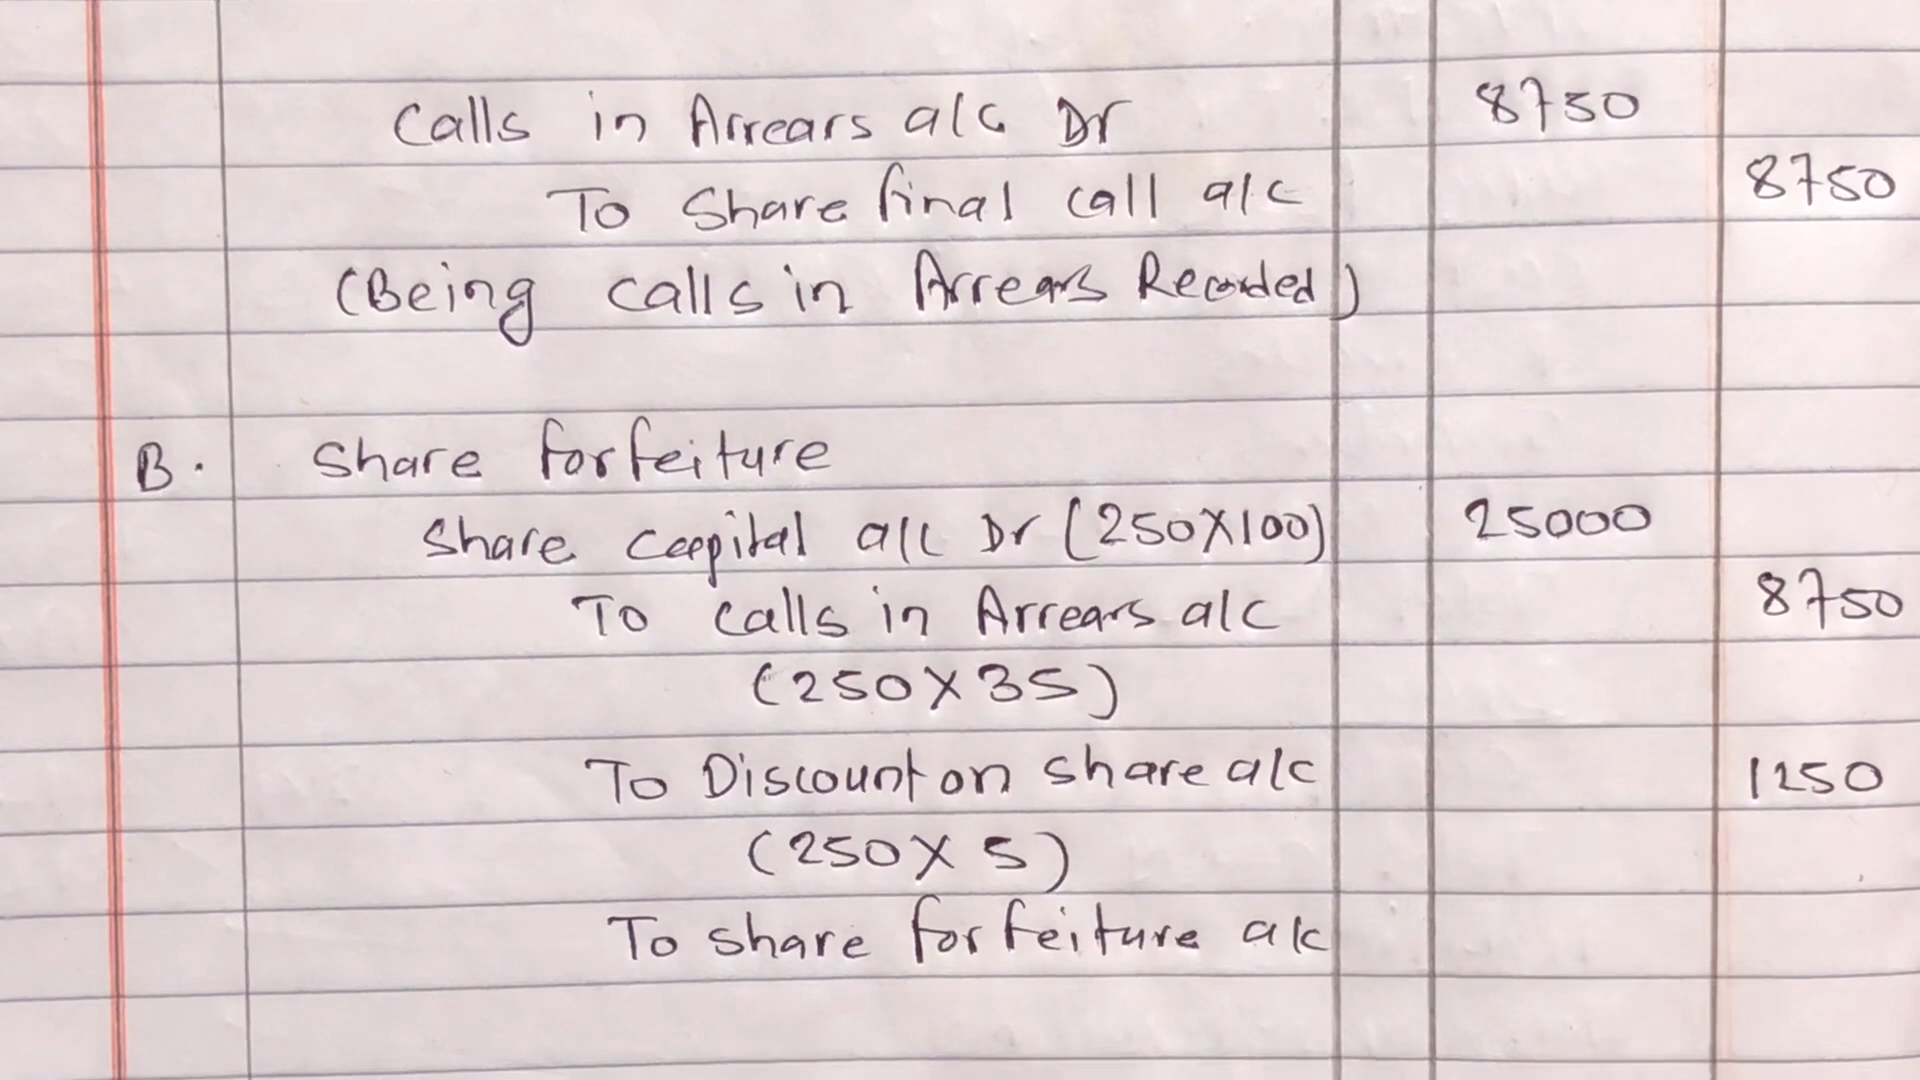 Calls in Arrears a/c Dr 8750
To Share final call a/c 8750
(Being calls in Arrears Recorded)
B. Share forfeiture
Share capital a/c Dr (250X100) 25000
To calls in Arrears a/c 8750
(250X35)
To Discount on share a/c 1250
(250X5)
To share forfeiture a/c